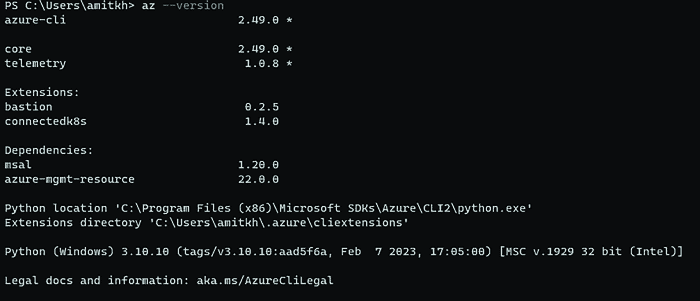 PS C:\Users\amitkh> az --version
azure-cli                         2.49.0 *
core                              2.49.0 *
telemetry                          1.0.8 *
Extensions:
bastion                            0.2.5
connectedk8s                       1.4.0
Dependencies:
msal                              1.20.0
azure-mgmt-resource               22.0.0
Python location 'C:\Program Files (x86)\Microsoft SDKs\Azure\CLI2\python.exe'
Extensions directory 'C:\Users\amitkh\.azure\cliextensions'
Python (Windows) 3.10.10 (tags/v3.10.10:aad5f6a, Feb  7 2023, 17:05:00) [MSC v.1929 32 bit (Intel)]
Legal docs and information: aka.ms/AzureCliLegal